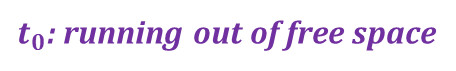 t₀: running out of free space